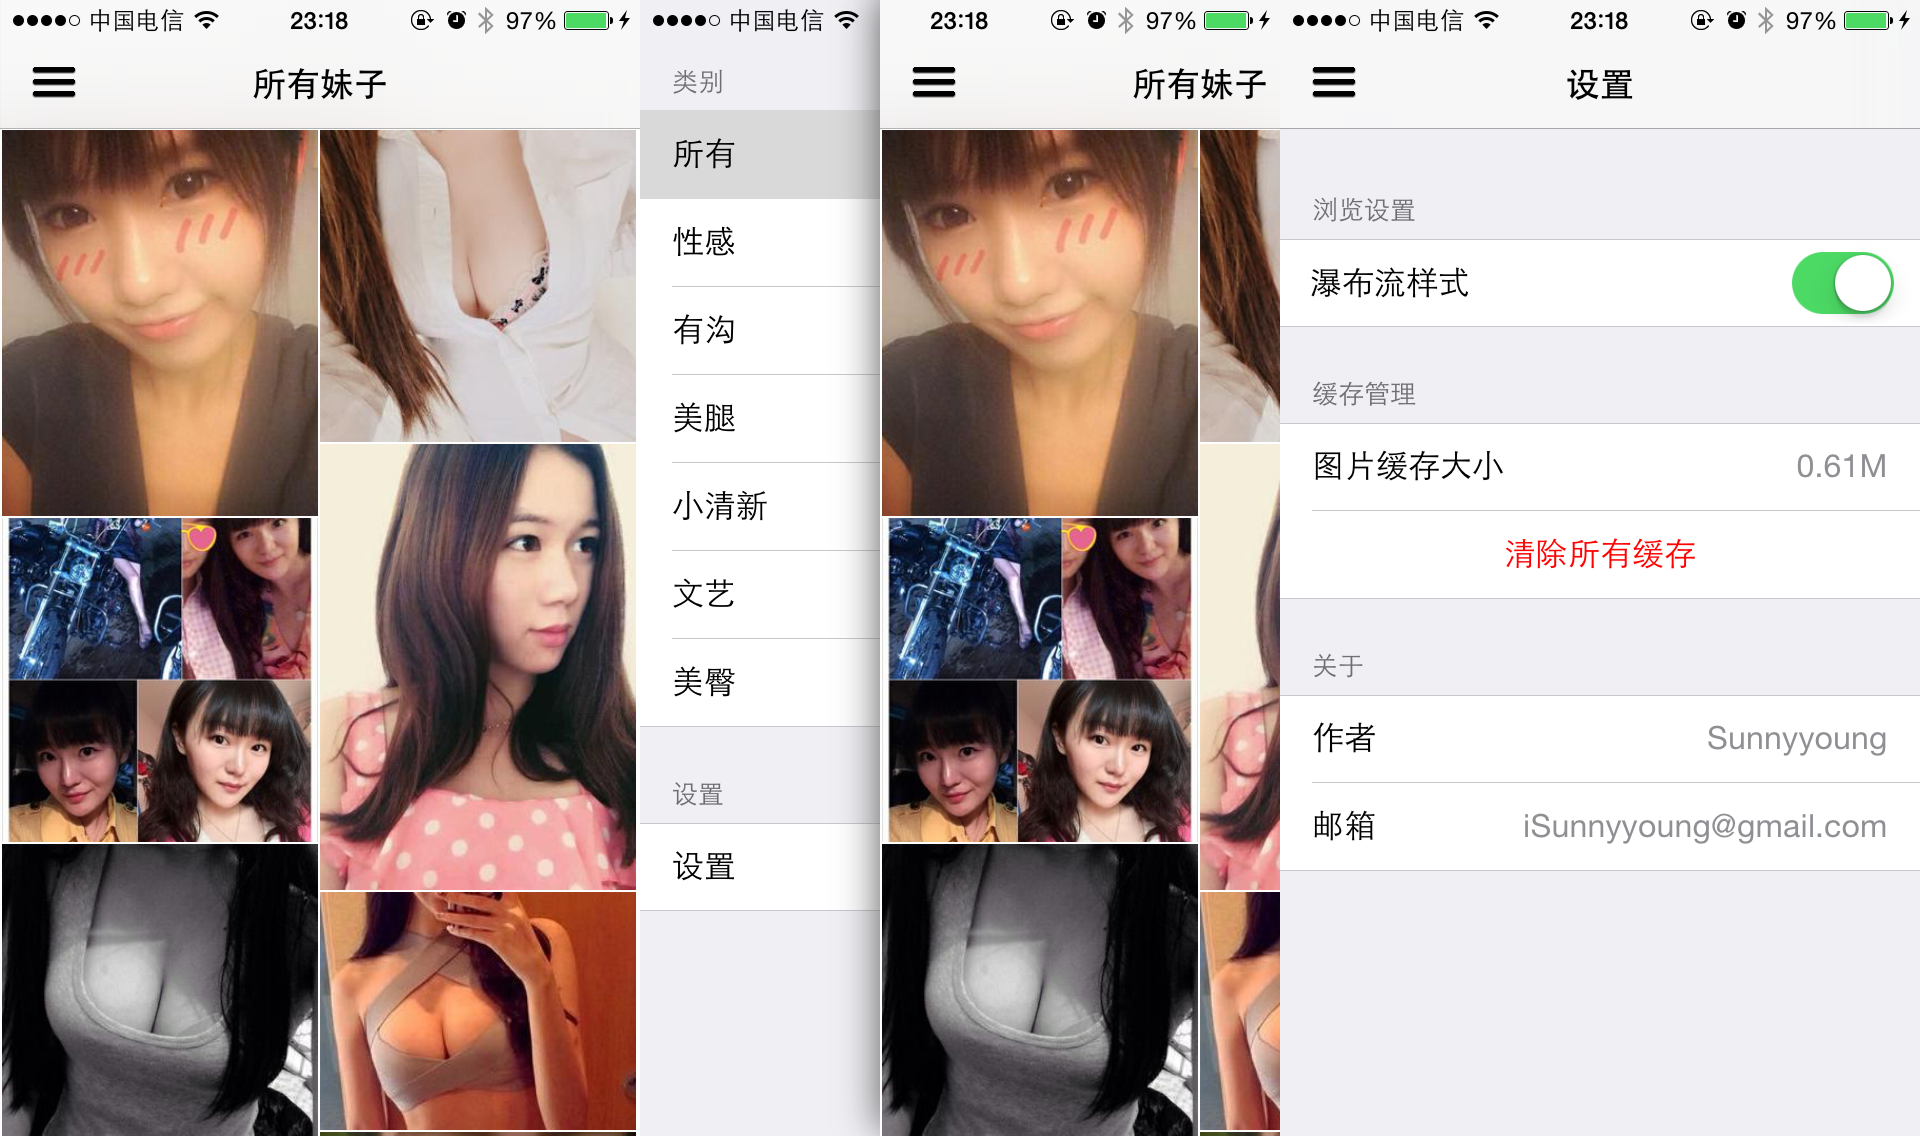 中国电信 23:18 97%
所有妹子
中国电信
类别
所有
性感
有沟
美腿
小清新
文艺
美臀
设置
设置
23:18 97%
所有妹子
中国电信 23:18 97%
设置
浏览设置
瀑布流样式
缓存管理
图片缓存大小 0.61M
清除所有缓存
关于
作者 Sunnyyoung
邮箱 iSunnyyoung@gmail.com